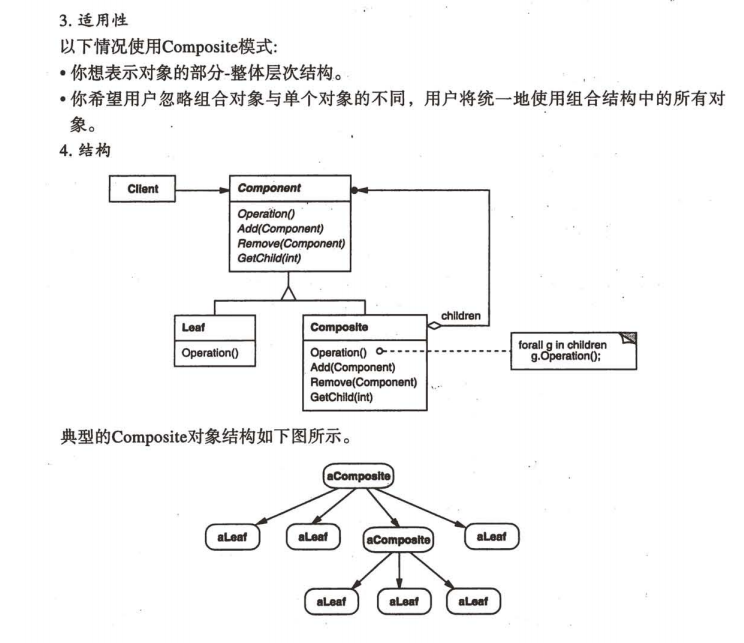 3. 适用性
以下情况使用Composite模式:
• 你想表示对象的部分-整体层次结构。
• 你希望用户忽略组合对象与单个对象的不同，用户将统一地使用组合结构中的所有对
象。
4. 结构
Client
Component
Operation()
Add(Component)
Remove(Component)
GetChild(int)
Leaf
Operation()
Composite
Operation()
Add(Component)
Remove(Component)
GetChild(int)
children
forall g in children
g.Operation();
典型的Composite对象结构如下图所示。
aComposite
aLeaf
aLeaf
aComposite
aLeaf
aLeaf
aLeaf
aLeaf